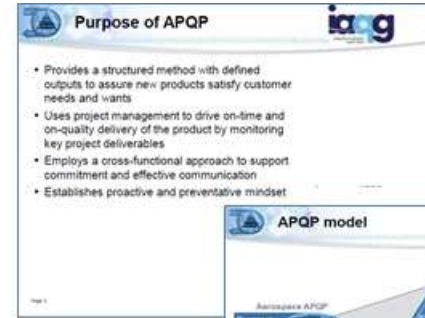 Purpose of APQP
iaqg
• Provides a structured method with defined
outputs to assure new products satisfy customer
needs and wants
• Uses project management to drive on-time and
on-quality delivery of the product by monitoring
key project deliverables
• Employs a cross-functional approach to support
commitment and effective communication
• Establishes proactive and preventative mindset
APQP model
Aerospace APQP